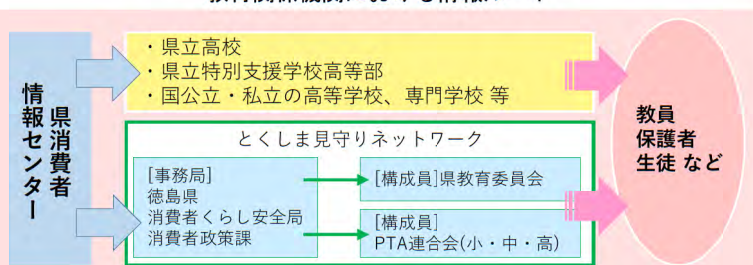 県消費者
情報センター
・県立高校
・県立特別支援学校高等部
・国公立・私立の高等学校、専門学校 等
とくしま見守りネットワーク
[事務局]
徳島県
消費者くらし安全局
消費者政策課
[構成員]県教育委員会
[構成員]
PTA連合会(小・中・高)
教員
保護者
生徒 など